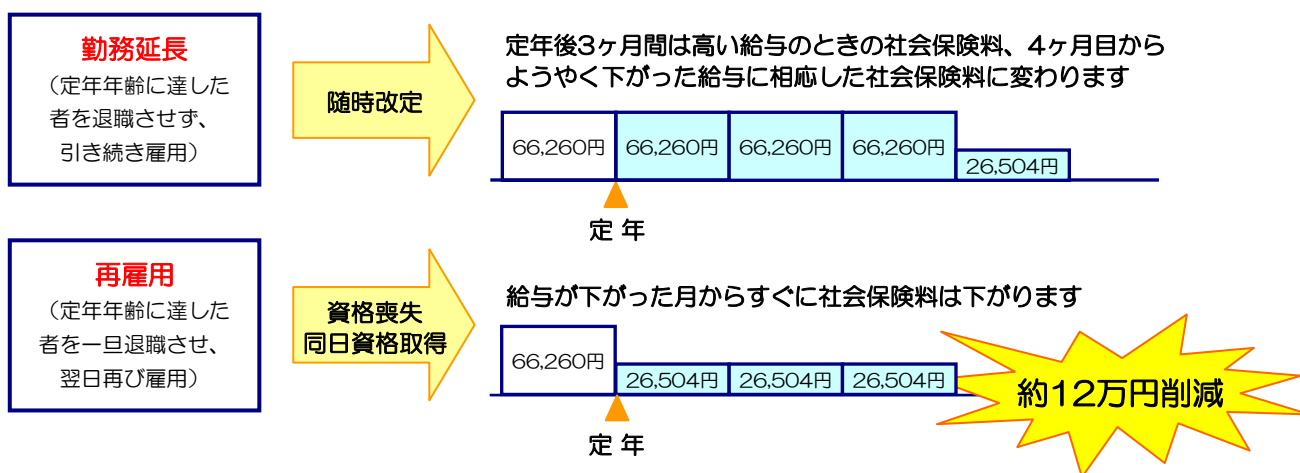 勤務延長
（定年年齢に達した
者を退職させず、
引き続き雇用）
随時改定
定年後3ヶ月間は高い給与のときの社会保険料、4ヶ月目から
ようやく下がった給与に相応した社会保険料に変わります
66,260円 66,260円 66,260円 66,260円 26,504円
定 年
再雇用
（定年年齢に達した
者を一旦退職させ、
翌日再び雇用）
資格喪失
同日資格取得
給与が下がった月からすぐに社会保険料は下がります
66,260円 26,504円 26,504円 26,504円
定 年
約12万円削減